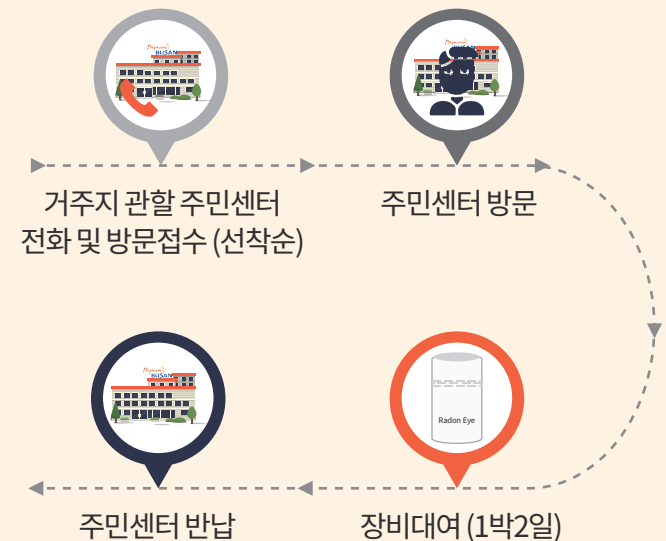 BUSAN
BUSAN
거주지 관할 주민센터
전화 및 방문접수 (선착순)
주민센터 방문
BUSAN
Radon Eye
주민센터 반납
장비대여 (1박2일)